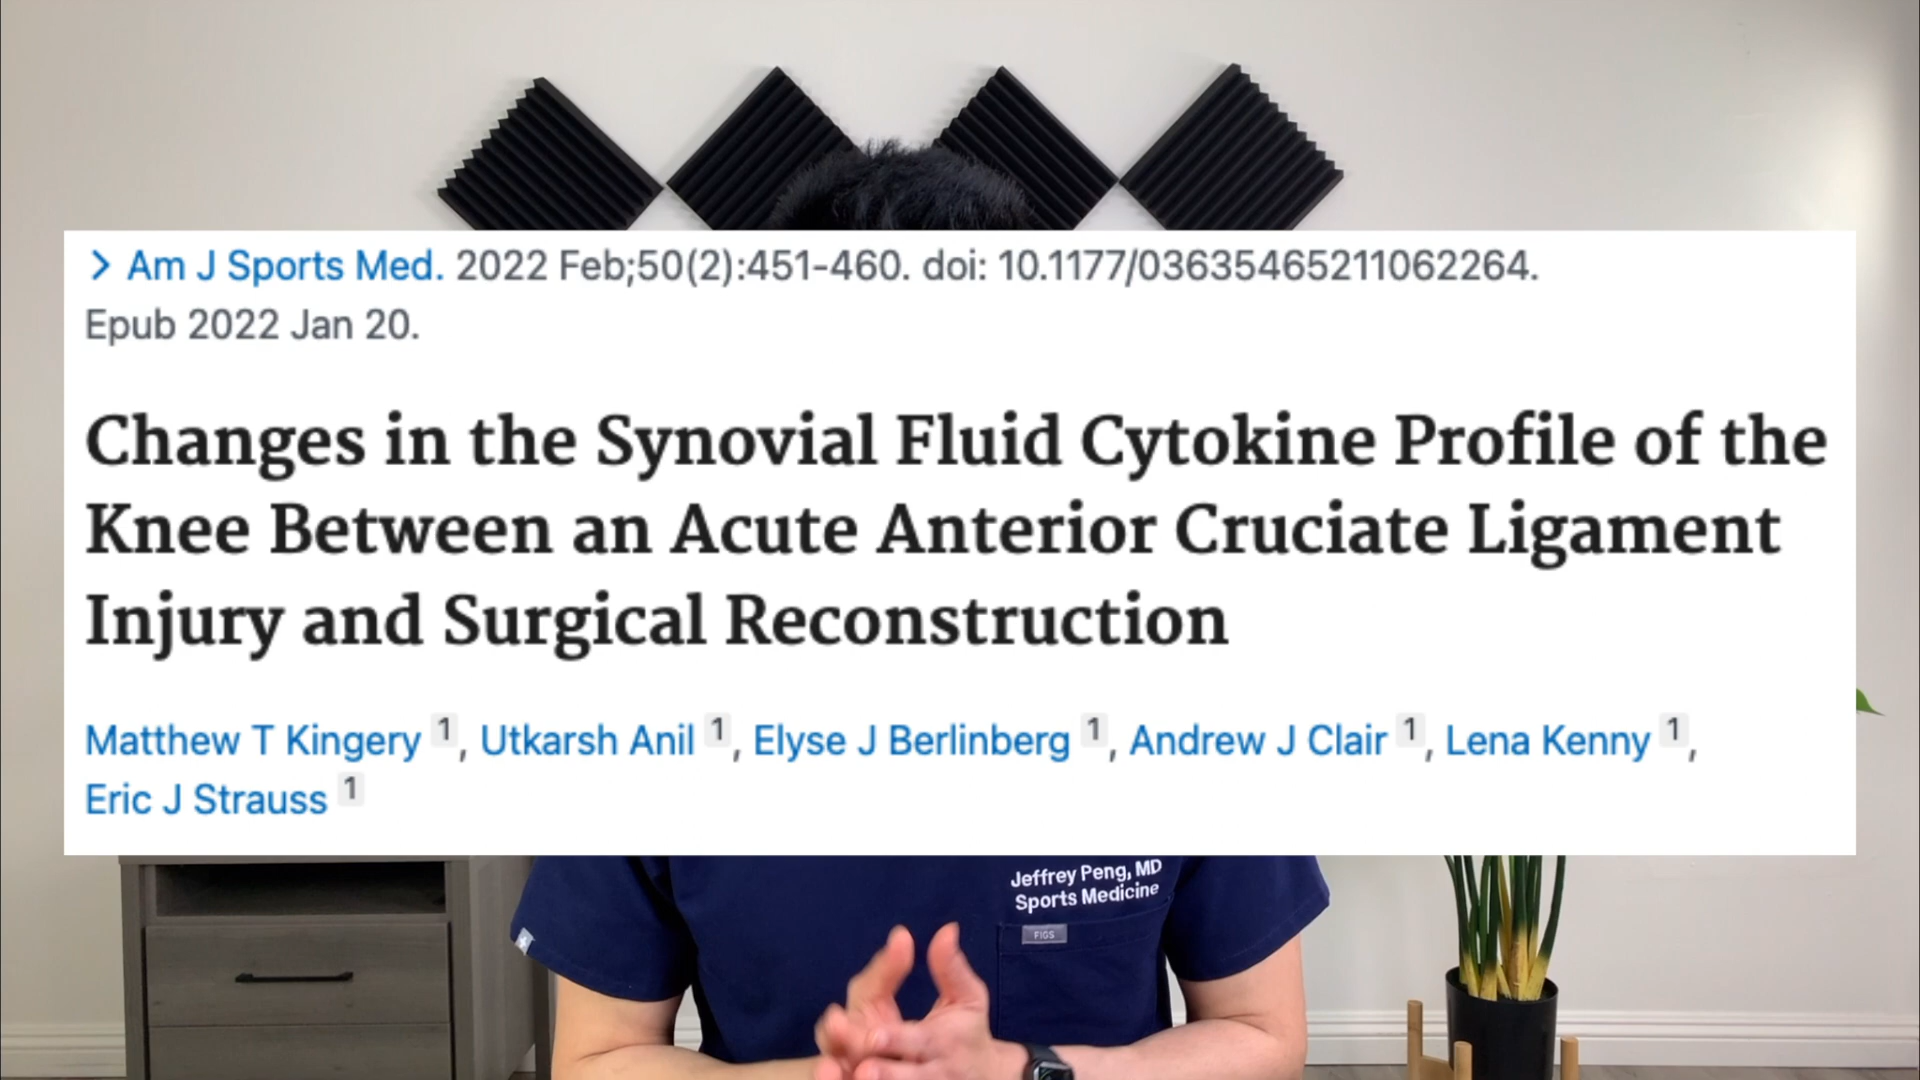 > Am J Sports Med. 2022 Feb;50(2):451-460. doi: 10.1177/03635465211062264.
Epub 2022 Jan 20.
Changes in the Synovial Fluid Cytokine Profile of the
Knee Between an Acute Anterior Cruciate Ligament
Injury and Surgical Reconstruction
Matthew T Kingery 1, Utkarsh Anil 1, Elyse J Berlinberg 1, Andrew J Clair 1, Lena Kenny 1,
Eric J Strauss 1
Jeffrey Peng, MD
Sports Medicine
FIGS